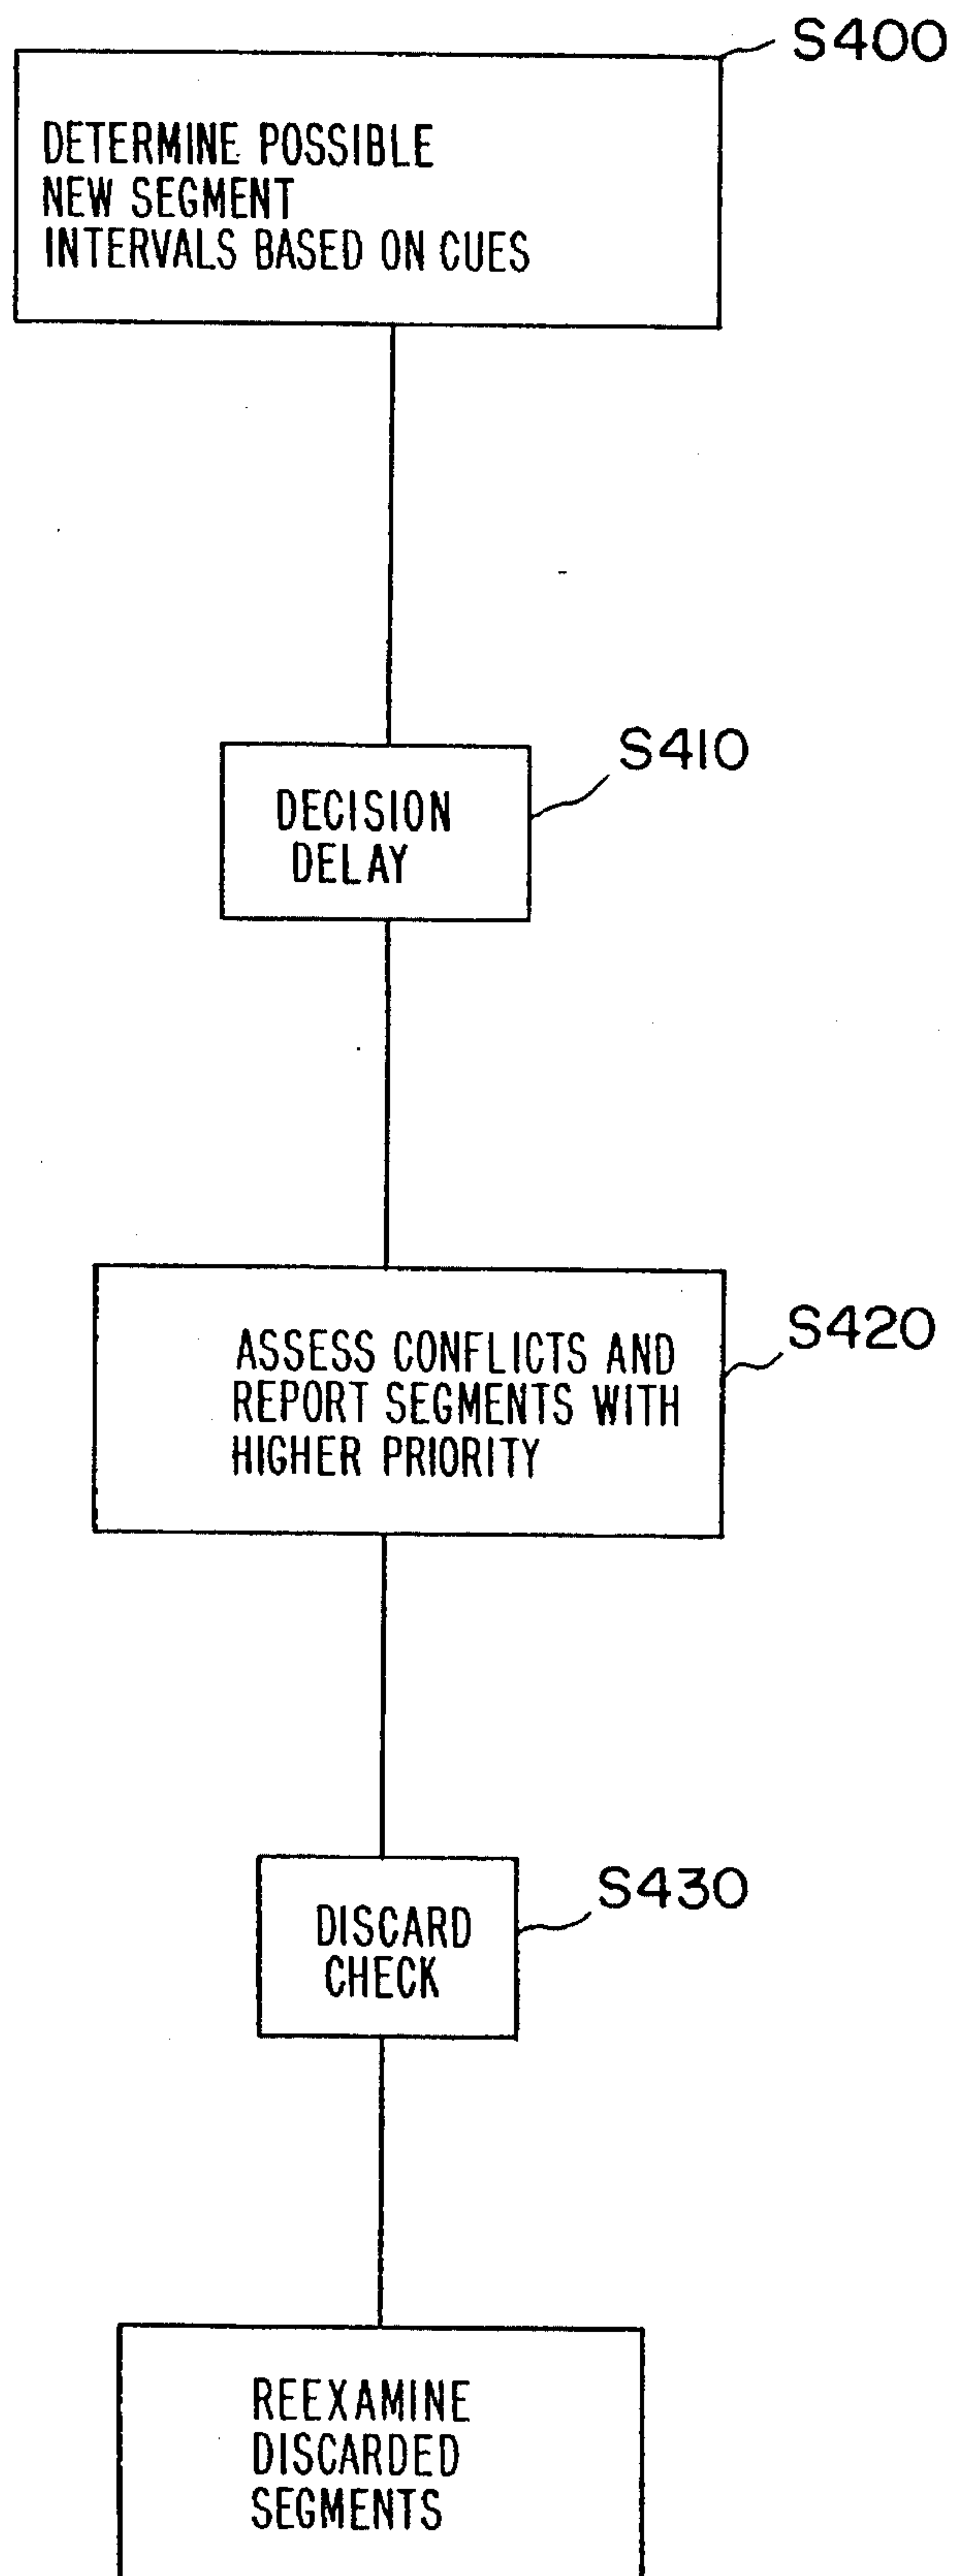 S400
DETERMINE POSSIBLE
NEW SEGMENT
INTERVALS BASED ON CUES
S410
DECISION
DELAY
S420
ASSESS CONFLICTS AND
REPORT SEGMENTS WITH
HIGHER PRIORITY
S430
DISCARD
CHECK
REEXAMINE
DISCARDED
SEGMENTS